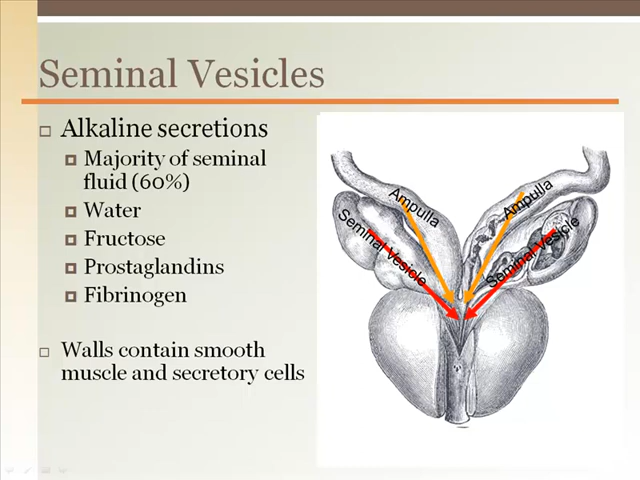 Seminal Vesicles
Alkaline secretions
Majority of seminal
fluid (60%)
Water
Fructose
Prostaglandins
Fibrinogen
Walls contain smooth
muscle and secretory cells
Ampulla
Ampulla
Seminal Vesicle
Seminal Vesicle